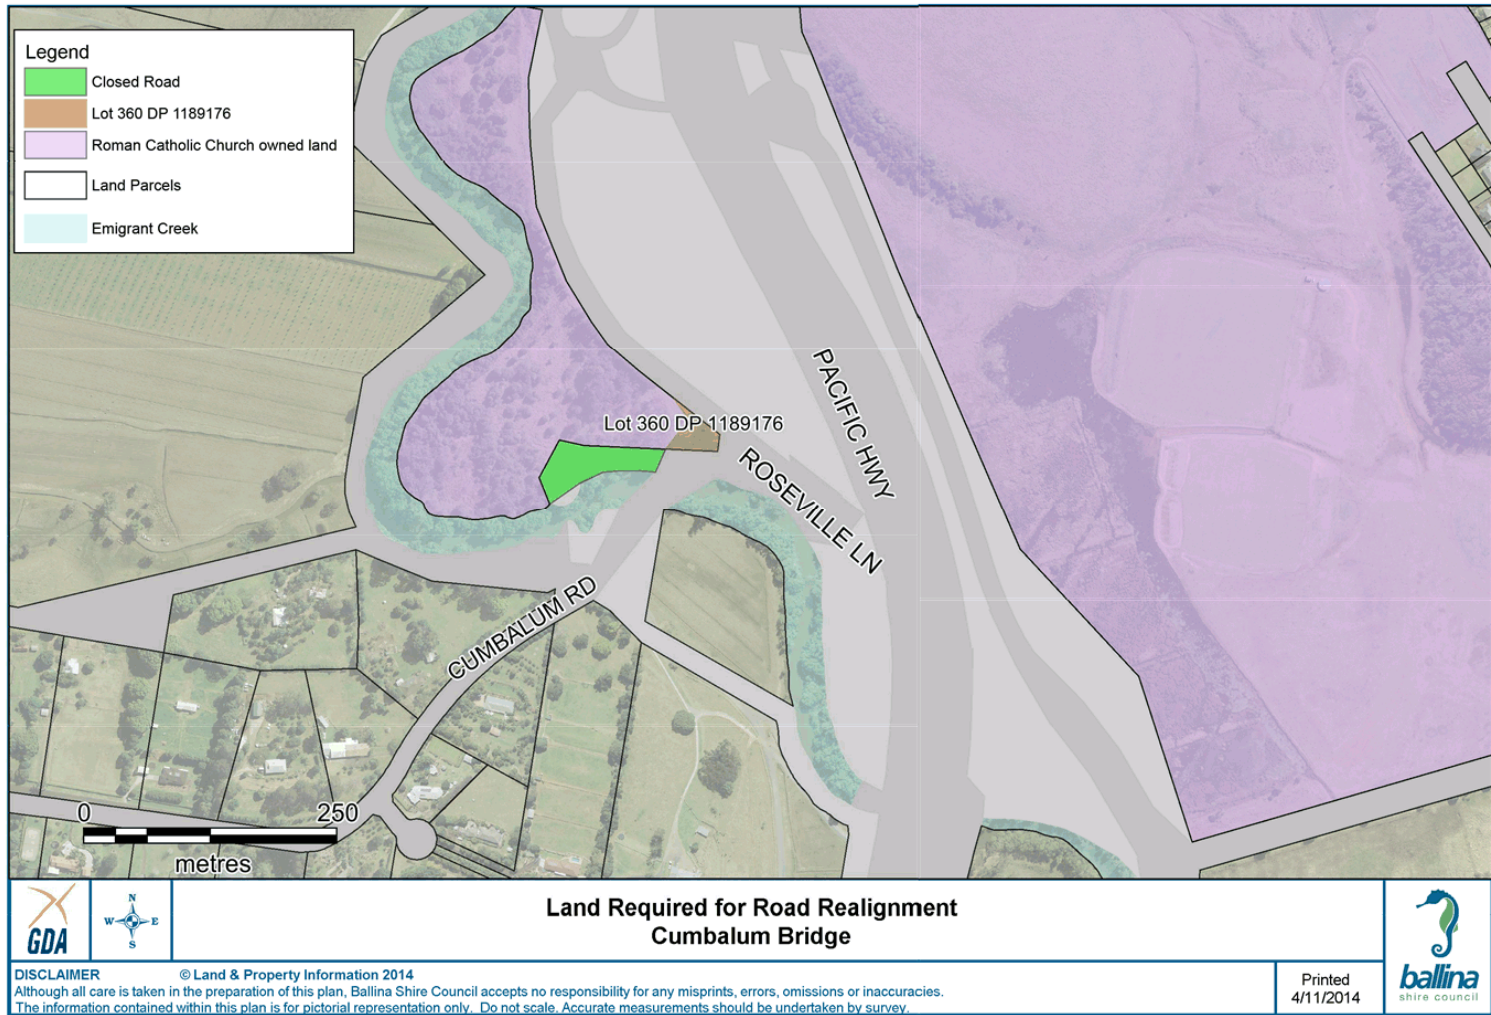 Legend
Closed Road
Lot 360 DP 1189176
Roman Catholic Church owned land
Land Parcels
Emigrant Creek
Lot 360 DP 1189176
PACIFIC HWY
ROSEVILLE LN
CUMBALUM RD
0 250
metres
GDA
N
W E
S
Land Required for Road Realignment
Cumbalum Bridge
ballina
shire council
DISCLAIMER © Land & Property Information 2014
Although all care is taken in the preparation of this plan, Ballina Shire Council accepts no responsibility for any misprints, errors, omissions or inaccuracies.
The information contained within this plan is for pictorial representation only. Do not scale. Accurate measurements should be undertaken by survey.
Printed
4/11/2014